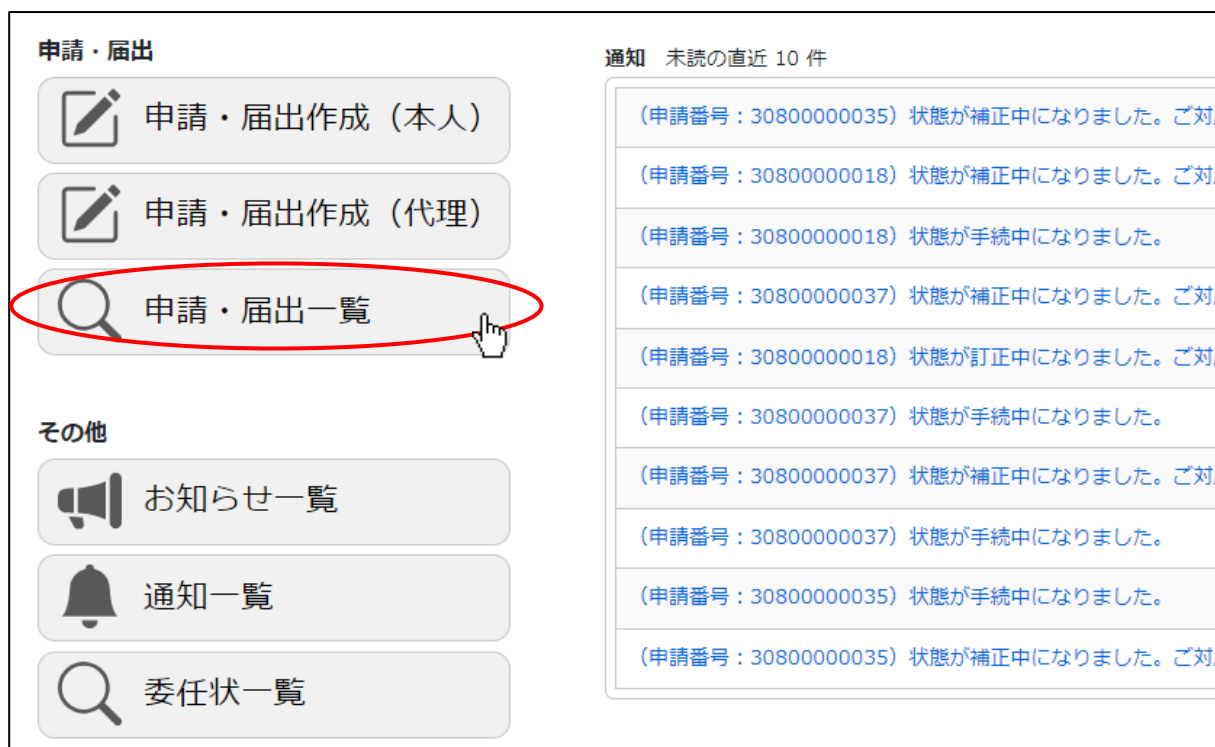 申請・届出
申請・届出作成（本人）
申請・届出作成（代理）
申請・届出一覧
その他
お知らせ一覧
通知一覧
委任状一覧
通知 未読の直近 10 件
（申請番号：30800000035）状態が補正中になりました。ご対
（申請番号：30800000018）状態が補正中になりました。ご対
（申請番号：30800000018）状態が手続中になりました。
（申請番号：30800000037）状態が補正中になりました。ご対
（申請番号：30800000018）状態が訂正中になりました。ご対
（申請番号：30800000037）状態が手続中になりました。
（申請番号：30800000037）状態が補正中になりました。ご対
（申請番号：30800000037）状態が手続中になりました。
（申請番号：30800000035）状態が手続中になりました。
（申請番号：30800000035）状態が補正中になりました。ご対